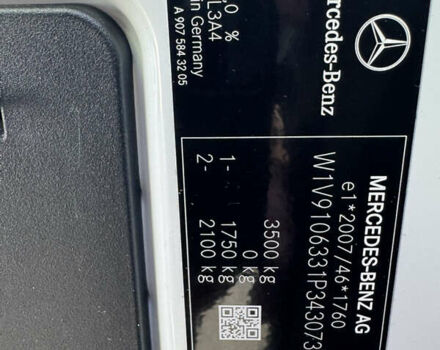 MERCEDES-BENZ AG
e1*2007/46*1760
W1V9106331P343073
3500 kg
0 kg
1- 1750 kg
2- 2100 kg
Mercedes-Benz
,0 %
L3A4
in Germany
A 907 584 32 05